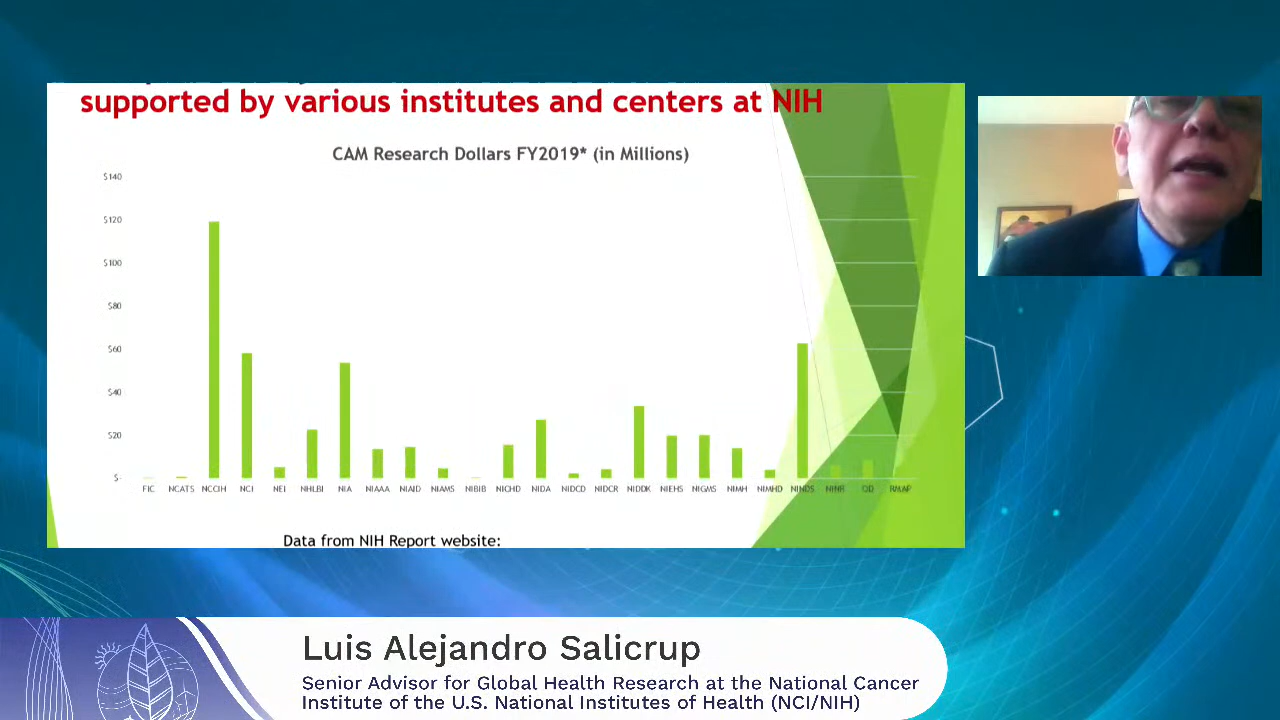 supported by various institutes and centers at NIH
CAM Research Dollars FY2019* (in Millions)
$140
$120
$100
$80
$60
$40
$20
$-
FIC NCATS NCCIH NCI NEI NHLBI NIA NIAAA NIAID NIAMS NIBIB NICHD NIDA NIDCD NIDCR NIDDK NIEHS NIGMS NIMH NIMHD NINDS NINR OD RMAP
Data from NIH Report website:
Luis Alejandro Salicrup
Senior Advisor for Global Health Research at the National Cancer
Institute of the U.S. National Institutes of Health (NCI/NIH)